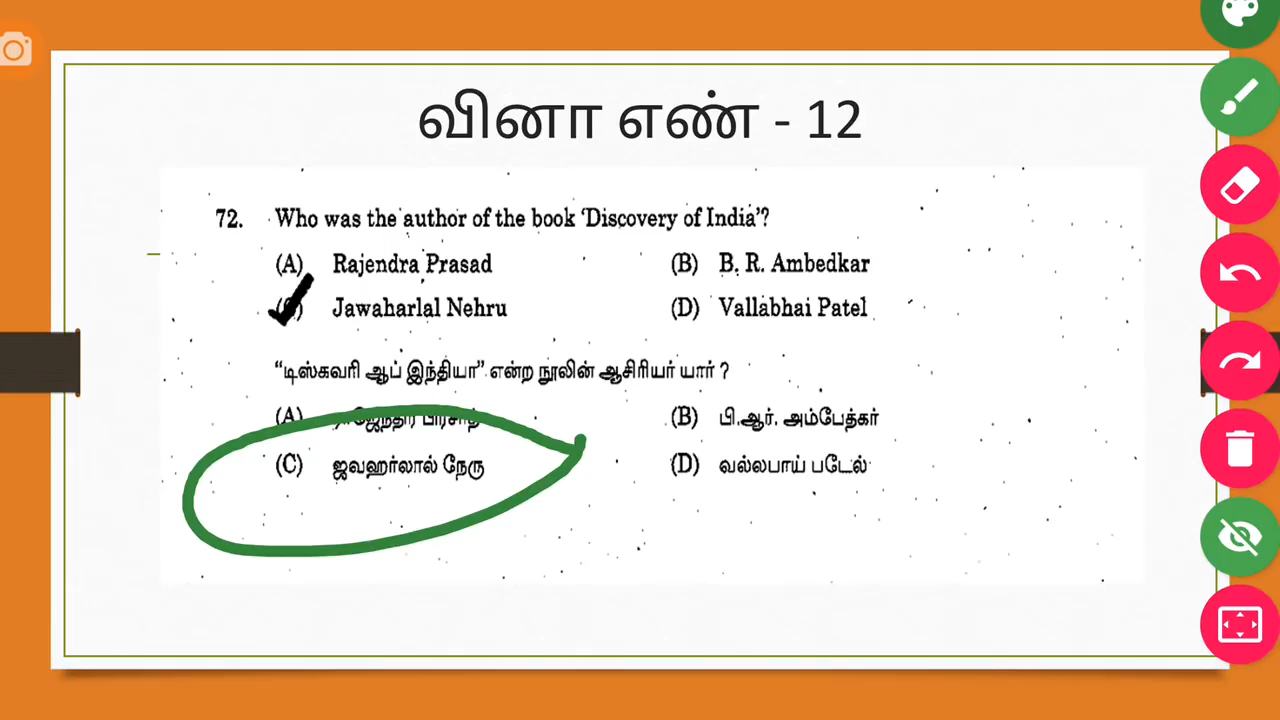 வினா எண் - 12
72. Who was the author of the book 'Discovery of India'?
(A) Rajendra Prasad (B) B. R. Ambedkar
(C) Jawaharlal Nehru (D) Vallabhai Patel
“டிஸ்கவரி ஆப் இந்தியா” என்ற நூலின் ஆசிரியர் யார் ?
(A) ராஜேந்திர பிரசாத் (B) பி.ஆர். அம்பேத்கர்
(C) ஜவஹர்லால் நேரு (D) வல்லபாய் படேல்